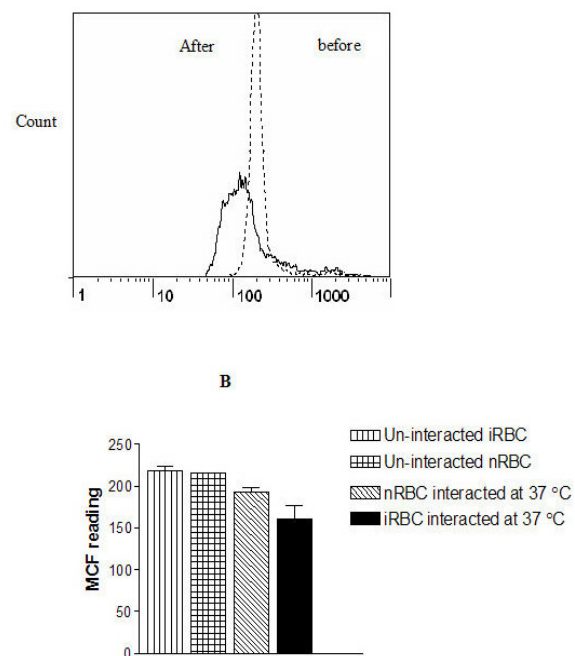 After before
Count
1 10 100 1000
B
Un-interacted iRBC
Un-interacted nRBC
nRBC interacted at 37 °C
iRBC interacted at 37 °C
250
200
150
100
50
0
MCF reading